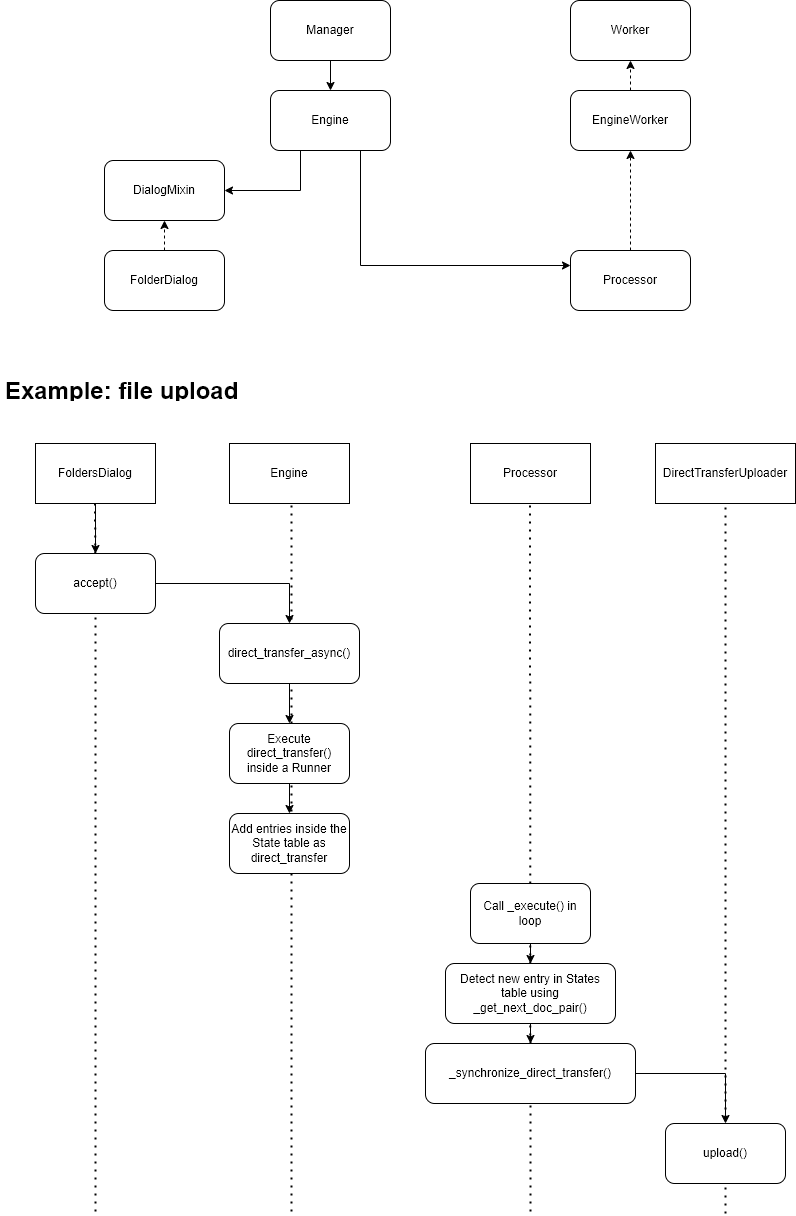 Manager
Worker
Engine
EngineWorker
DialogMixin
FolderDialog
Processor
Example: file upload
FoldersDialog
Engine
Processor
DirectTransferUploader
accept()
direct_transfer_async()
Execute
direct_transfer()
inside a Runner
Add entries inside the
State table as
direct_transfer
Call _execute() in
loop
Detect new entry in States
table using
_get_next_doc_pair()
_synchronize_direct_transfer()
upload()